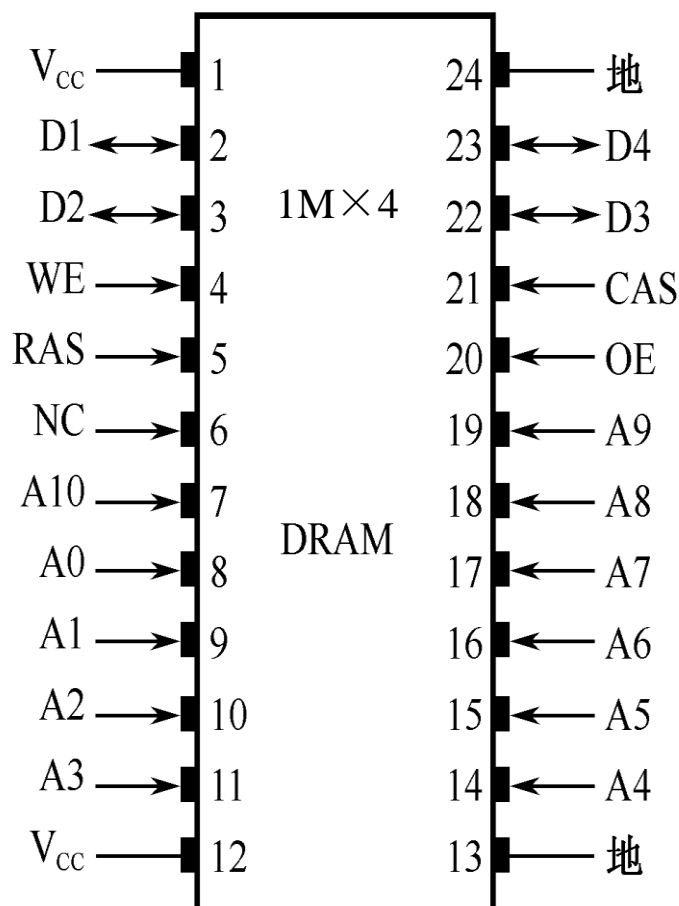 V_CC 1 24 地
D1 2 23 D4
D2 3 1M×4 22 D3
WE 4 21 CAS
RAS 5 20 OE
NC 6 19 A9
A10 7 18 A8
A0 8 DRAM 17 A7
A1 9 16 A6
A2 10 15 A5
A3 11 14 A4
V_CC 12 13 地